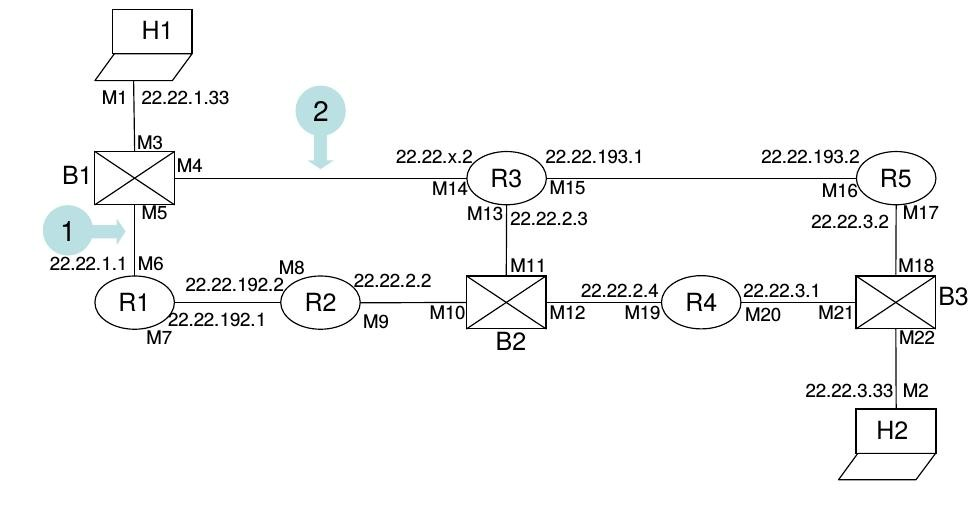 H1
M1 22.22.1.33
2
M3
B1
M4
22.22.x.2
R3
22.22.193.1
22.22.193.2
R5
M14
M15
M16
M5
M13
22.22.2.3
22.22.3.2
M17
1
22.22.1.1
M6
M8
M11
M18
R1
22.22.192.2
R2
22.22.2.2
22.22.2.4
R4
22.22.3.1
B3
22.22.192.1
M7
M9
M10
M12
M19
M20
M21
B2
M22
22.22.3.33 M2
H2